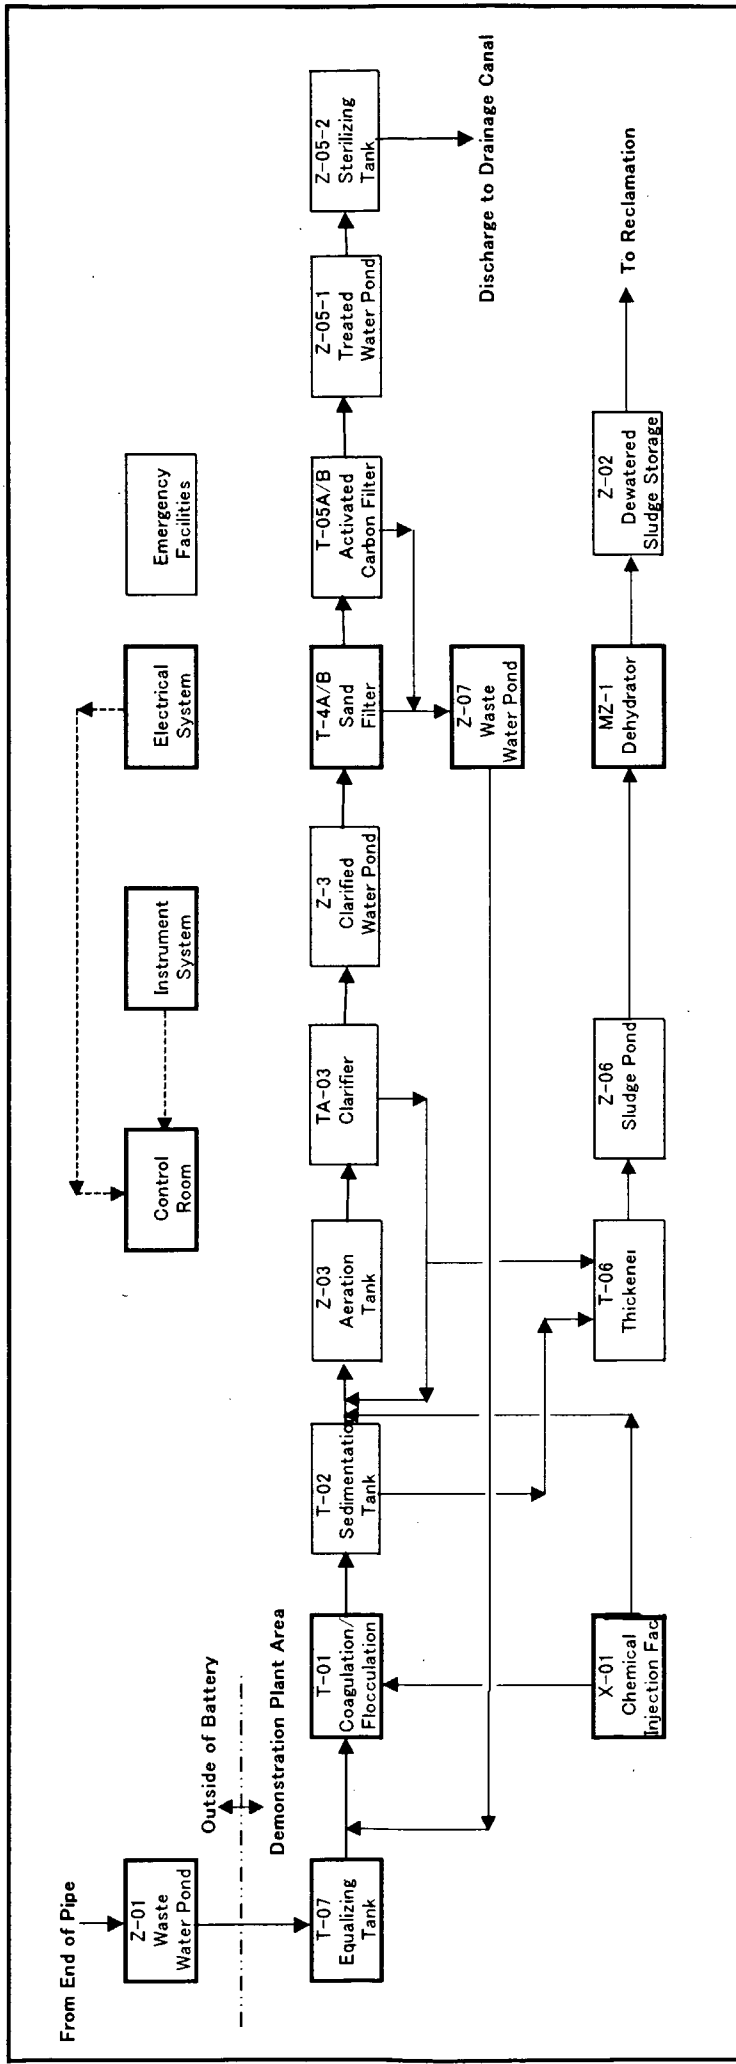 From End of Pipe
Z-01
Waste
Water Pond
Outside of Battery
Demonstration Plant Area
Control
Room
Instrument
System
Electrical
System
Emergency
Facilities
T-07
Equalizing
Tank
T-01
Coagulation/
Flocculation
T-02
Sedimentation
Tank
Z-03
Aeration
Tank
TA-03
Clarifier
Z-3
Clarified
Water Pond
T-4A/B
Sand
Filter
T-05A/B
Activated
Carbon Filter
Z-05-1
Treated
Water Pond
Z-05-2
Sterilizing
Tank
Discharge to Drainage Canal
Z-07
Waste
Water Pond
X-01
Chemical
Injection Fac
T-06
Thickener
Z-06
Sludge Pond
MZ-1
Dehydrator
Z-02
Dewatered
Sludge Storage
To Reclamation